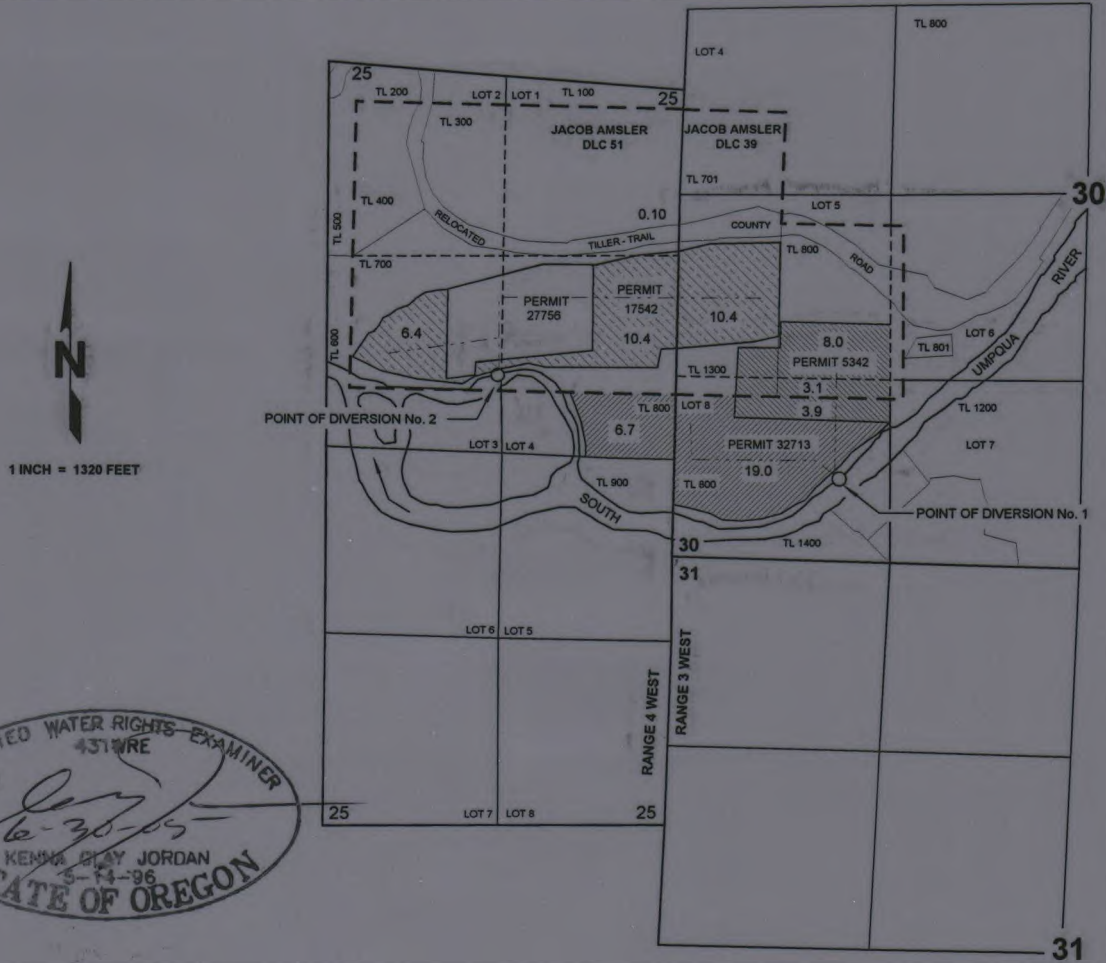 TL 800
LOT 4
25
TL 200
LOT 2
LOT 1
TL 100
25
TL 300
JACOB AMSLER
DLC 51
JACOB AMSLER
DLC 39
TL 701
30
TL 400
LOT 5
TL 500
RELOCATED
0.10
TILLER - TRAIL
COUNTY
ROAD
TL 800
TL 700
RIVER
PERMIT
27756
PERMIT
17542
6.4
10.4
10.4
LOT 6
UMPQUA
8.0
TL 801
PERMIT 5342
TL 600
N
TL 1300
3.1
POINT OF DIVERSION No. 2
TL 800
LOT 8
3.9
TL 1200
6.7
LOT 3
LOT 4
PERMIT 32713
LOT 7
1 INCH = 1320 FEET
19.0
TL 900
TL 800
SOUTH
POINT OF DIVERSION No. 1
30
TL 1400
31
LOT 6
LOT 5
RANGE 4 WEST
RANGE 3 WEST
WATER RIGHTS EXAMINER
437WRE
6-30-05
25
LOT 7
LOT 8
25
KENNA CLAY JORDAN
5-14-96
STATE OF OREGON
31